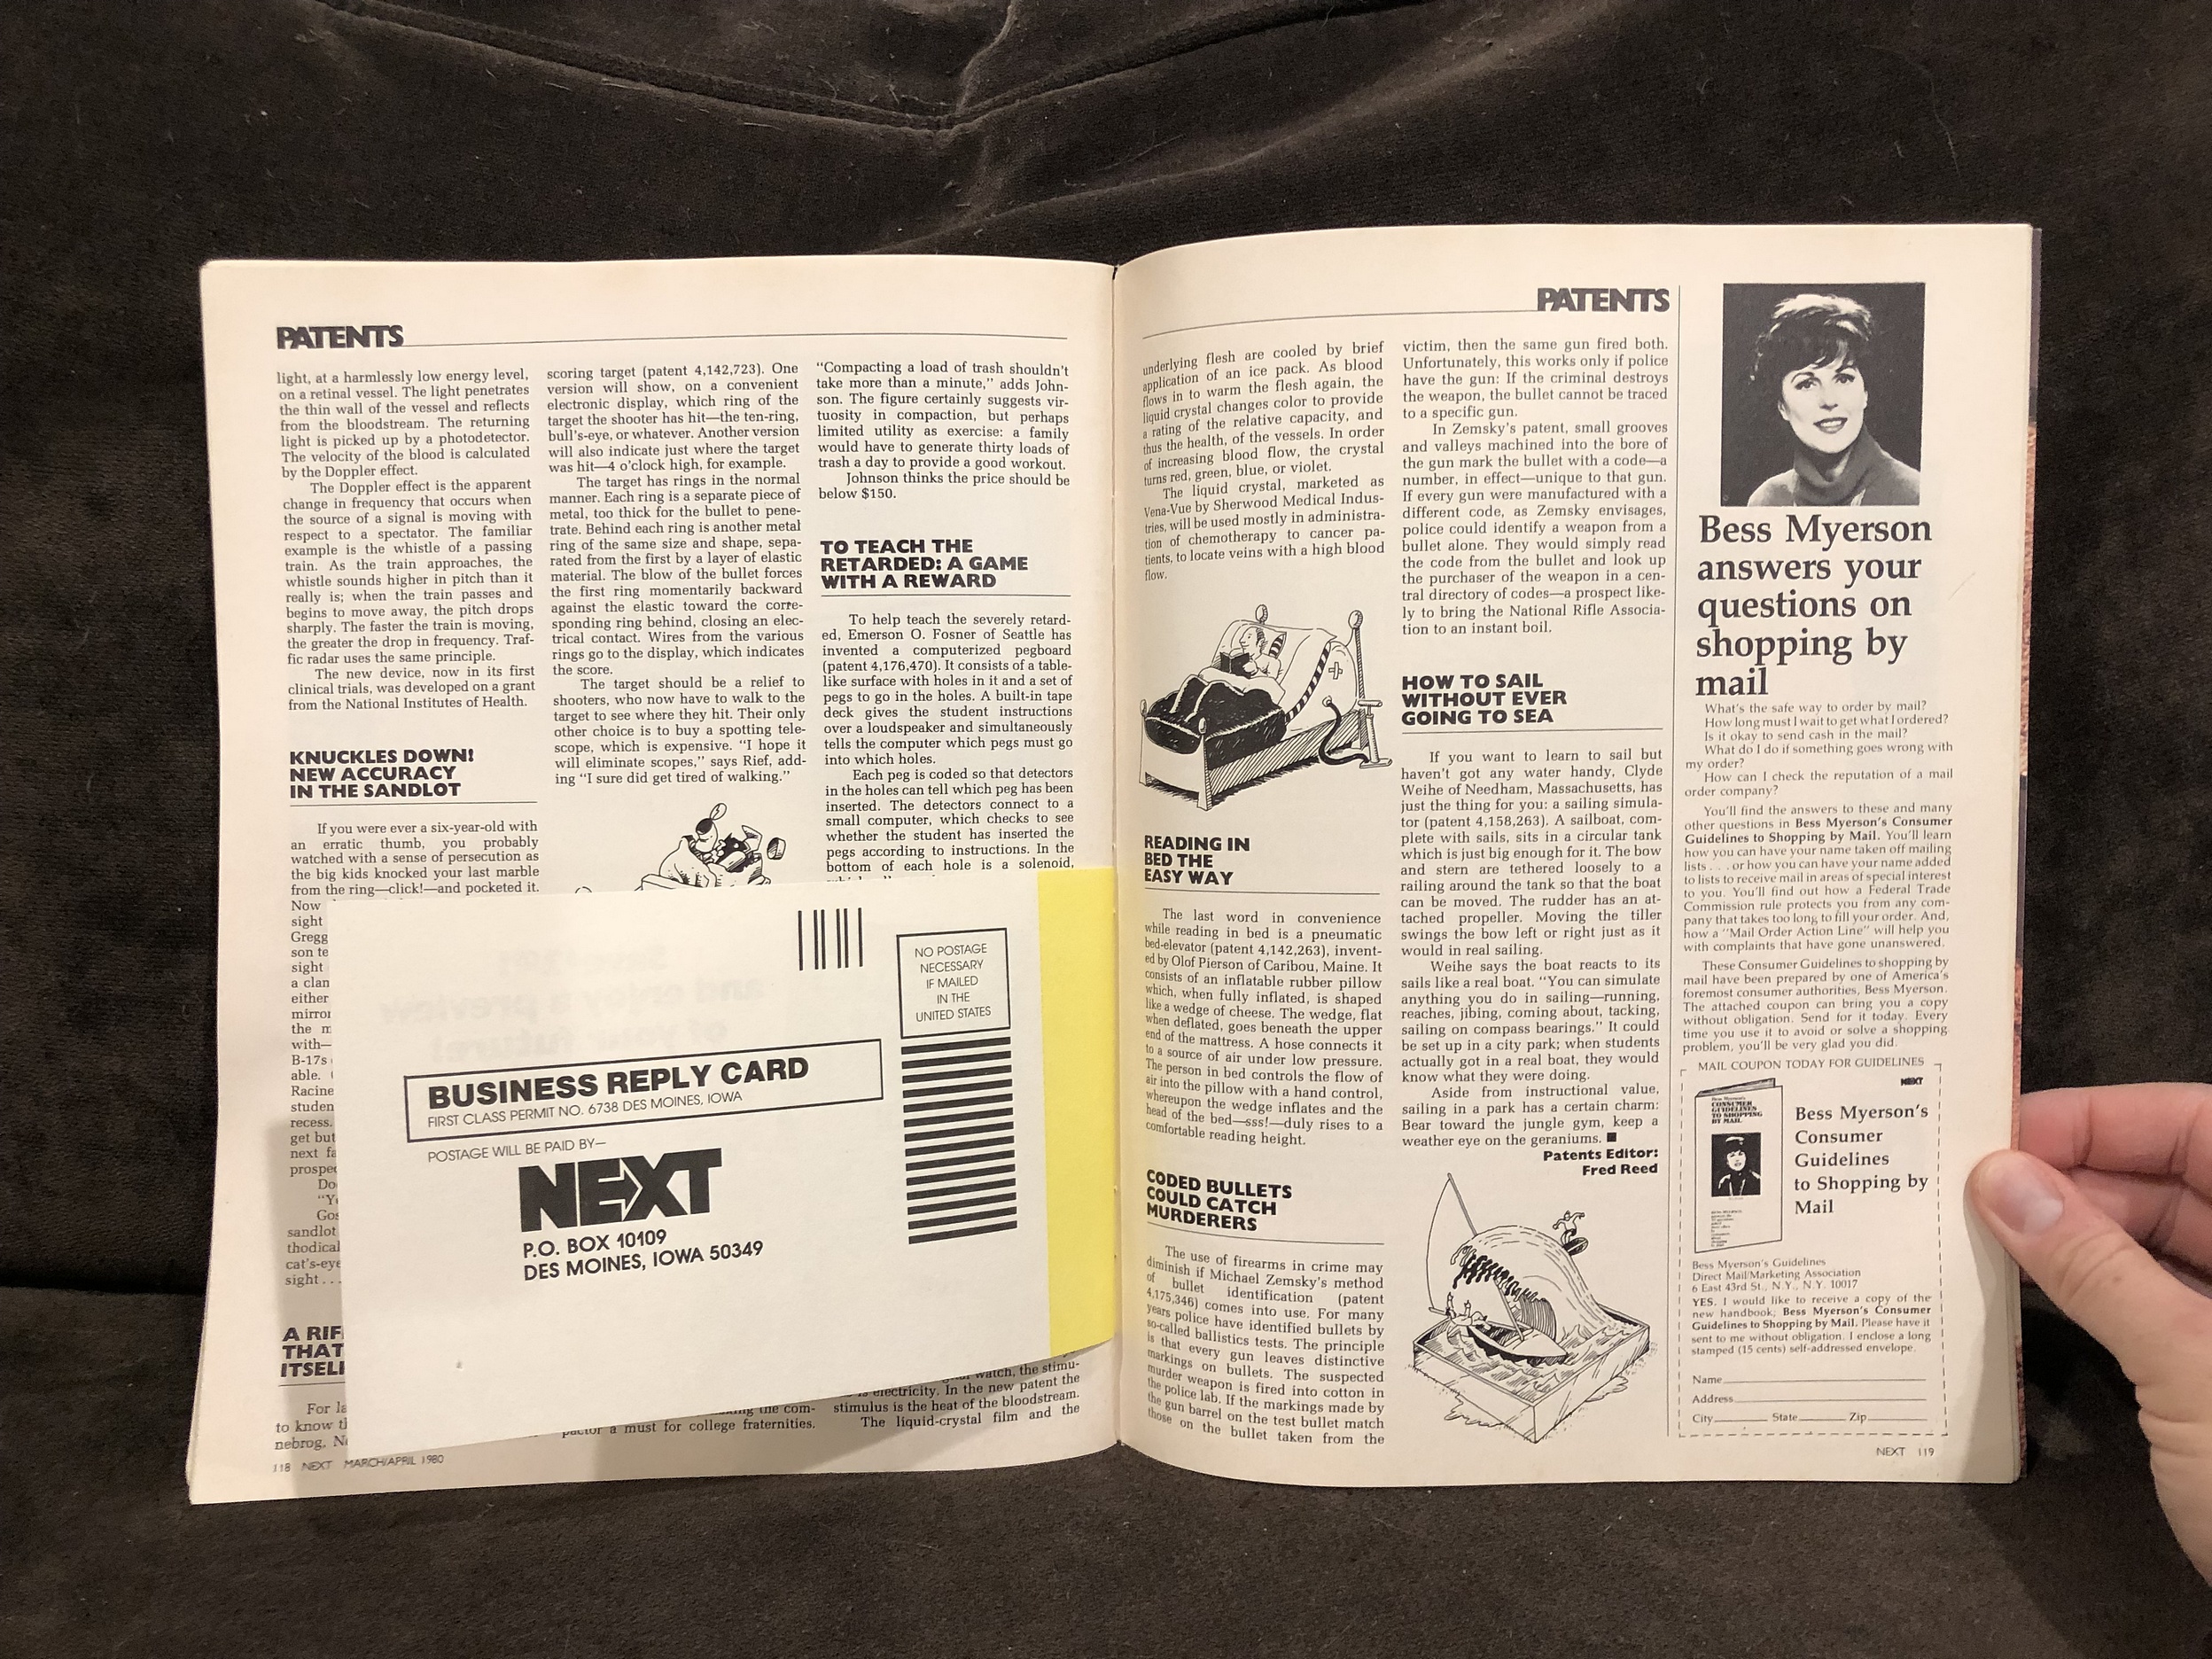 PATENTS
light, at a harmlessly low energy level,
on a retinal vessel. The light penetrates
the thin wall of the vessel and reflects
from the bloodstream. The returning
light is picked up by a photodetector.
The velocity of the blood is calculated
by the Doppler effect.
The Doppler effect is the apparent
change in frequency that occurs when
the source of a signal is moving with
respect to a spectator. The familiar
example is the whistle of a passing
train. As the train approaches, the
whistle sounds higher in pitch than it
really is; when the train passes and
begins to move away, the pitch drops
sharply. The faster the train is moving,
the greater the drop in frequency. Traf-
fic radar uses the same principle.
The new device, now in its first
clinical trials, was developed on a grant
from the National Institutes of Health.
KNUCKLES DOWN!
NEW ACCURACY
IN THE SANDLOT
If you were ever a six-year-old with
an erratic thumb, you probably
watched with a sense of persecution as
the big kids knocked your last marble
from the ring—click!—and pocketed it.
Now
sight
Gregg
son te
sight
a clan
either
mirror
the m
with—
B-17s
able.
Racine
studen
recess.
get but
next fa
prospec
Do
"Yo
Gos
sandlot
thodical
cat's-eye
sight . . .
A RIF
THAT
ITSEL
For la
to know th
nebrog, N
118 NEXT MARCH/APRIL 1980
scoring target (patent 4,142,723). One
version will show, on a convenient
electronic display, which ring of the
target the shooter has hit—the ten-ring,
bull's-eye, or whatever. Another version
will also indicate just where the target
was hit—4 o'clock high, for example.
The target has rings in the normal
manner. Each ring is a separate piece of
metal, too thick for the bullet to pene-
trate. Behind each ring is another metal
ring of the same size and shape, sepa-
rated from the first by a layer of elastic
material. The blow of the bullet forces
the first ring momentarily backward
against the elastic toward the corre-
sponding ring behind, closing an elec-
trical contact. Wires from the various
rings go to the display, which indicates
the score.
The target should be a relief to
shooters, who now have to walk to the
target to see where they hit. Their only
other choice is to buy a spotting tele-
scope, which is expensive. "I hope it
will eliminate scopes," says Rief, add-
ing "I sure did get tired of walking."
the com-
pactor a must for college fraternities.
"Compacting a load of trash shouldn't
take more than a minute," adds John-
son. The figure certainly suggests vir-
tuosity in compaction, but perhaps
limited utility as exercise: a family
would have to generate thirty loads of
trash a day to provide a good workout.
Johnson thinks the price should be
below $150.
TO TEACH THE
RETARDED: A GAME
WITH A REWARD
To help teach the severely retard-
ed, Emerson O. Fosner of Seattle has
invented a computerized pegboard
(patent 4,176,470). It consists of a table-
like surface with holes in it and a set of
pegs to go in the holes. A built-in tape
deck gives the student instructions
over a loudspeaker and simultaneously
tells the computer which pegs must go
into which holes.
Each peg is coded so that detectors
in the holes can tell which peg has been
inserted. The detectors connect to a
small computer, which checks to see
whether the student has inserted the
pegs according to instructions. In the
bottom of each hole is a solenoid,
watch, the stimu-
electricity. In the new patent the
stimulus is the heat of the bloodstream.
The liquid-crystal film and the
NO POSTAGE
NECESSARY
IF MAILED
IN THE
UNITED STATES
BUSINESS REPLY CARD
FIRST CLASS PERMIT NO. 6738 DES MOINES, IOWA
POSTAGE WILL BE PAID BY—
NEXT
P.O. BOX 10109
DES MOINES, IOWA 50349
PATENTS
underlying flesh are cooled by brief
application of an ice pack. As blood
flows in to warm the flesh again, the
liquid crystal changes color to provide
a rating of the relative capacity, and
thus the health, of the vessels. In order
of increasing blood flow, the crystal
turns red, green, blue, or violet.
The liquid crystal, marketed as
Vena-Vue by Sherwood Medical Indus-
tries, will be used mostly in administra-
tion of chemotherapy to cancer pa-
tients, to locate veins with a high blood
flow.
READING IN
BED THE
EASY WAY
The last word in convenience
while reading in bed is a pneumatic
bed-elevator (patent 4,142,263), invent-
ed by Olof Pierson of Caribou, Maine. It
consists of an inflatable rubber pillow
which, when fully inflated, is shaped
like a wedge of cheese. The wedge, flat
when deflated, goes beneath the upper
end of the mattress. A hose connects it
to a source of air under low pressure.
The person in bed controls the flow of
air into the pillow with a hand control,
whereupon the wedge inflates and the
head of the bed—sss!—duly rises to a
comfortable reading height.
CODED BULLETS
COULD CATCH
MURDERERS
The use of firearms in crime may
diminish if Michael Zemsky's method
of bullet identification (patent
4,175,346) comes into use. For many
years police have identified bullets by
so-called ballistics tests. The principle
is that every gun leaves distinctive
markings on bullets. The suspected
murder weapon is fired into cotton in
the police lab. If the markings made by
the gun barrel on the test bullet match
those on the bullet taken from the
victim, then the same gun fired both.
Unfortunately, this works only if police
have the gun: If the criminal destroys
the weapon, the bullet cannot be traced
to a specific gun.
In Zemsky's patent, small grooves
and valleys machined into the bore of
the gun mark the bullet with a code—a
number, in effect—unique to that gun.
If every gun were manufactured with a
different code, as Zemsky envisages,
police could identify a weapon from a
bullet alone. They would simply read
the code from the bullet and look up
the purchaser of the weapon in a cen-
tral directory of codes—a prospect like-
ly to bring the National Rifle Associa-
tion to an instant boil.
HOW TO SAIL
WITHOUT EVER
GOING TO SEA
If you want to learn to sail but
haven't got any water handy, Clyde
Weihe of Needham, Massachusetts, has
just the thing for you: a sailing simula-
tor (patent 4,158,263). A sailboat, com-
plete with sails, sits in a circular tank
which is just big enough for it. The bow
and stern are tethered loosely to a
railing around the tank so that the boat
can be moved. The rudder has an at-
tached propeller. Moving the tiller
swings the bow left or right just as it
would in real sailing.
Weihe says the boat reacts to its
sails like a real boat. "You can simulate
anything you do in sailing—running,
reaches, jibing, coming about, tacking,
sailing on compass bearings." It could
be set up in a city park; when students
actually got in a real boat, they would
know what they were doing.
Aside from instructional value,
sailing in a park has a certain charm:
Bear toward the jungle gym, keep a
weather eye on the geraniums. ■
Patents Editor:
Fred Reed
Bess Myerson
answers your
questions on
shopping by
mail
What's the safe way to order by mail?
How long must I wait to get what I ordered?
Is it okay to send cash in the mail?
What do I do if something goes wrong with
my order?
How can I check the reputation of a mail
order company?
You'll find the answers to these and many
other questions in Bess Myerson's Consumer
Guidelines to Shopping by Mail. You'll learn
how you can have your name taken off mailing
lists . . . or how you can have your name added
to lists to receive mail in areas of special interest
to you. You'll find out how a Federal Trade
Commission rule protects you from any com-
pany that takes too long to fill your order. And,
how a "Mail Order Action Line" will help you
with complaints that have gone unanswered.
These Consumer Guidelines to shopping by
mail have been prepared by one of America's
foremost consumer authorities, Bess Myerson.
The attached coupon can bring you a copy
without obligation. Send for it today. Every
time you use it to avoid or solve a shopping
problem, you'll be very glad you did.
MAIL COUPON TODAY FOR GUIDELINES
NEXT
CONSUMER
GUIDELINES
TO SHOPPING
BY MAIL
Bess Myerson's
Consumer
Guidelines
to Shopping by
Mail
Bess Myerson's Guidelines
Direct Mail/Marketing Association
6 East 43rd St., N.Y., N.Y. 10017
YES. I would like to receive a copy of the
new handbook, Bess Myerson's Consumer
Guidelines to Shopping by Mail. Please have it
sent to me without obligation. I enclose a long
stamped (15 cents) self-addressed envelope.
Name
Address
City State Zip
NEXT 119